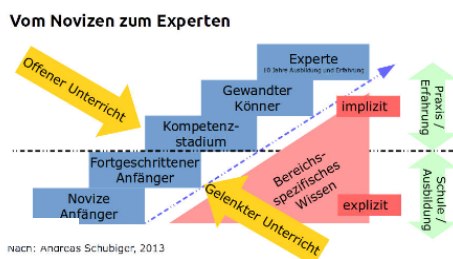 Vom Novizen zum Experten
Offener Unterricht
Experte
10 Jahre Ausbildung und Erfahrung
Gewandter
Könner
Kompetenz-
stadium
Fortgeschrittener
Anfänger
Novize
Anfänger
Gelenkter Unterricht
Bereichs-
spezifisches
Wissen
implizit
explizit
Praxis /
Erfahrung
Schule /
Ausbildung
Nach: Andreas Schubiger, 2013